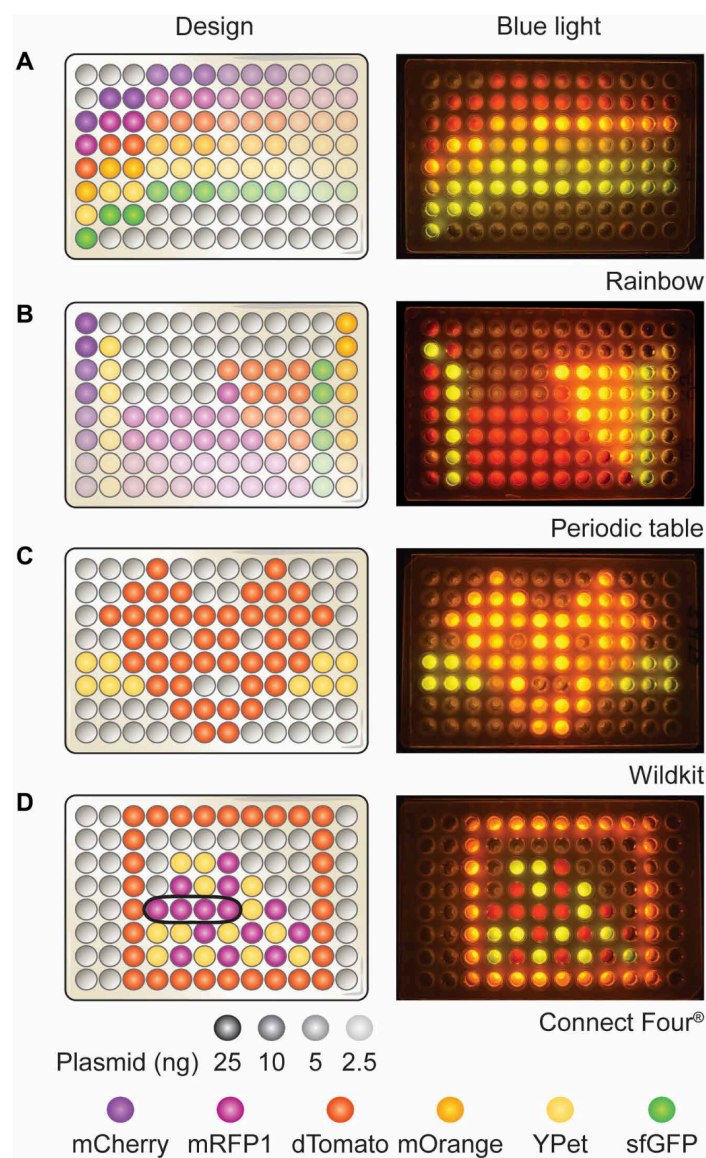 Design Blue light
A
Rainbow
B
Periodic table
C
Wildkit
D
Connect Four®
Plasmid (ng) 25 10 5 2.5
mCherry mRFP1 dTomato mOrange YPet sfGFP